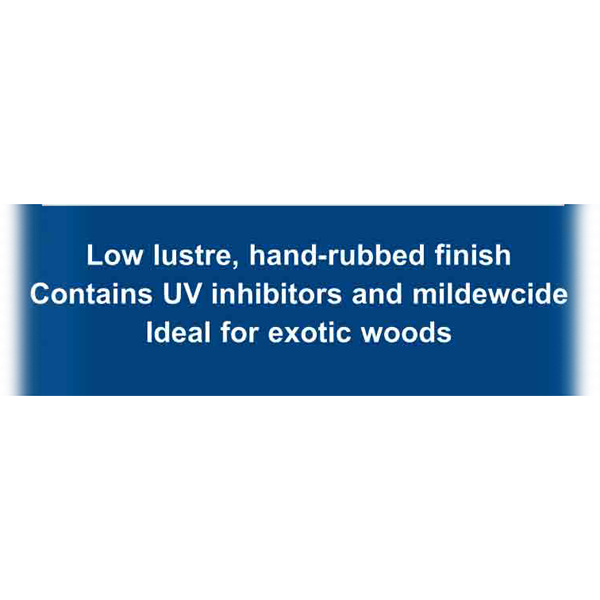 Low lustre, hand-rubbed finish
Contains UV inhibitors and mildewcide
Ideal for exotic woods